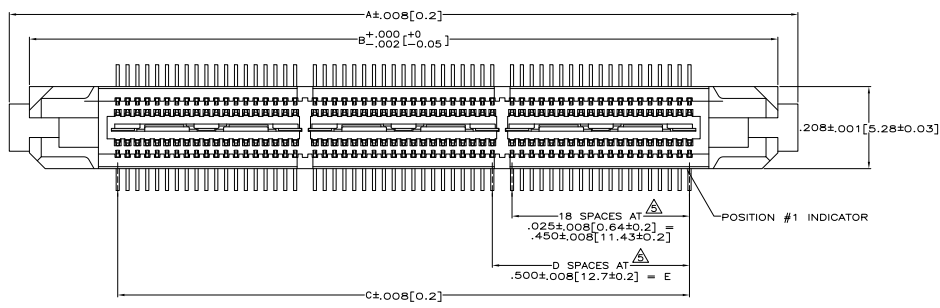 A±.008[0.2]
B+.000 -.002[+0 -0.05]
.208±.001[5.28±0.03]
18 SPACES AT 5
.025±.008[0.64±0.2] =
.450±.008[11.43±0.2]
POSITION #1 INDICATOR
D SPACES AT 5
.500±.008[12.7±0.2] = E
C±.008[0.2]